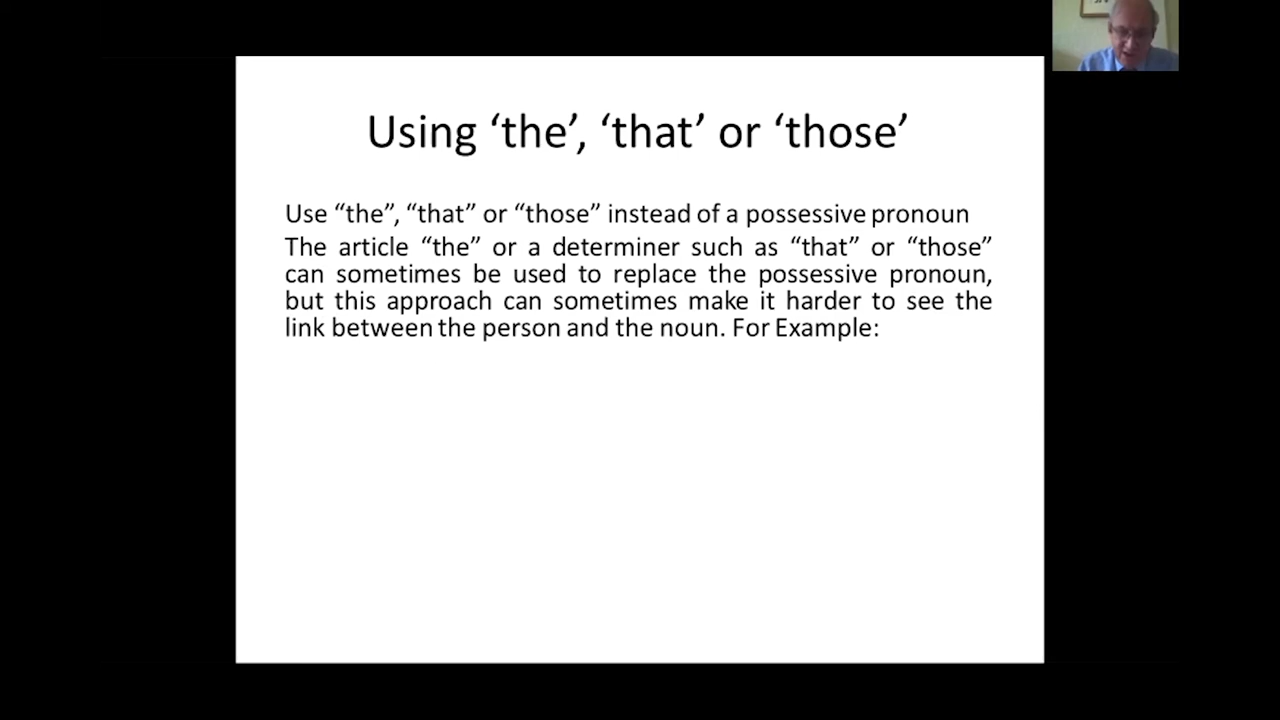 Using ‘the’, ‘that’ or ‘those’
Use “the”, “that” or “those” instead of a possessive pronoun
The article “the” or a determiner such as “that” or “those”
can sometimes be used to replace the possessive pronoun,
but this approach can sometimes make it harder to see the
link between the person and the noun. For Example: